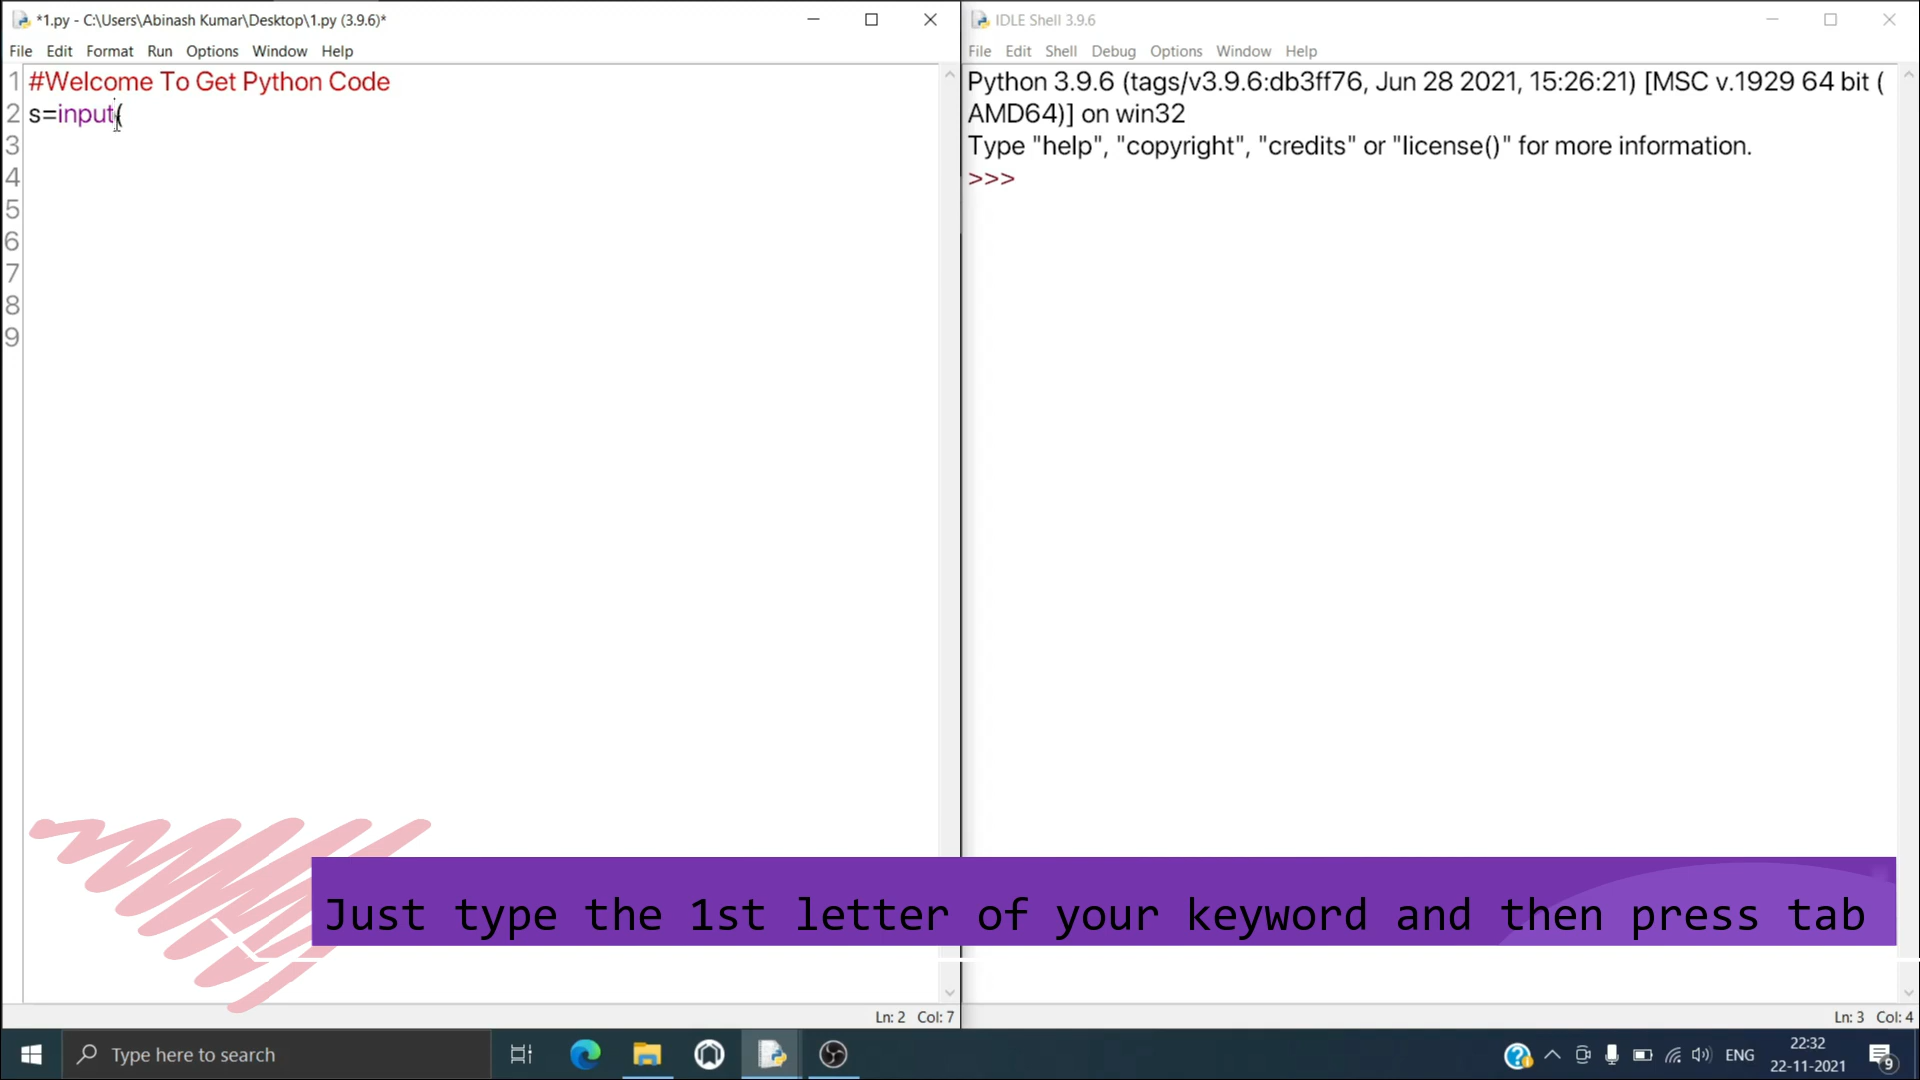 *1.py - C:\Users\Abinash Kumar\Desktop\1.py (3.9.6)*
File Edit Format Run Options Window Help
1 #Welcome To Get Python Code
2 s=input(
3
4
5
6
7
8
9
Ln: 2 Col: 7
IDLE Shell 3.9.6
File Edit Shell Debug Options Window Help
Python 3.9.6 (tags/v3.9.6:db3ff76, Jun 28 2021, 15:26:21) [MSC v.1929 64 bit (
AMD64)] on win32
Type "help", "copyright", "credits" or "license()" for more information.
>>>
Ln: 3 Col: 4
Just type the 1st letter of your keyword and then press tab
Type here to search
ENG
22:32
22-11-2021
9